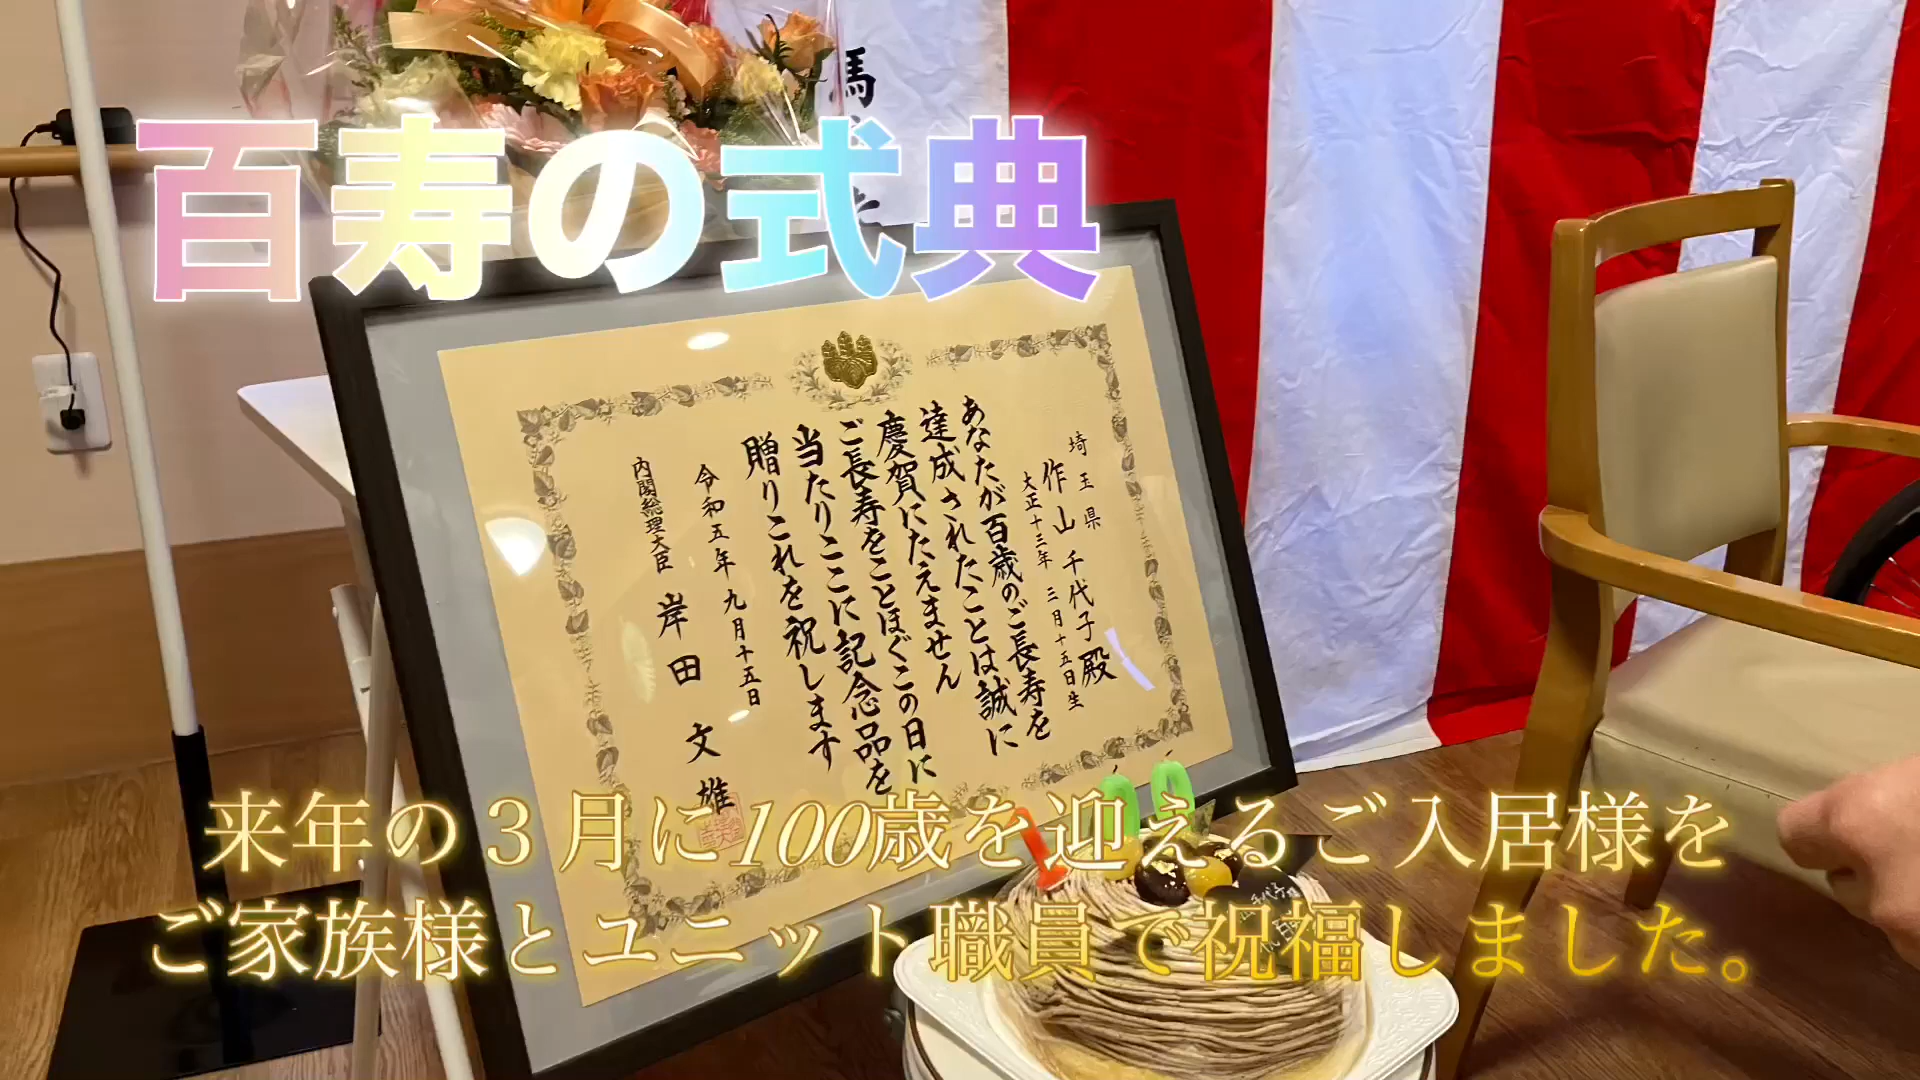 百寿の式典
馬
埼玉県
作山千代子殿
大正十三年 三月十五日生
あなたが百歳のご長寿を
達成されたことは誠に
慶賀にたえません
ご長寿をことほぐこの日に
当たりここに記念品を
贈りこれを祝します
令和五年九月十五日
内閣総理大臣 岸田文雄
来年の３月に100歳を迎えるご入居様を
ご家族様とユニット職員で祝福しました。